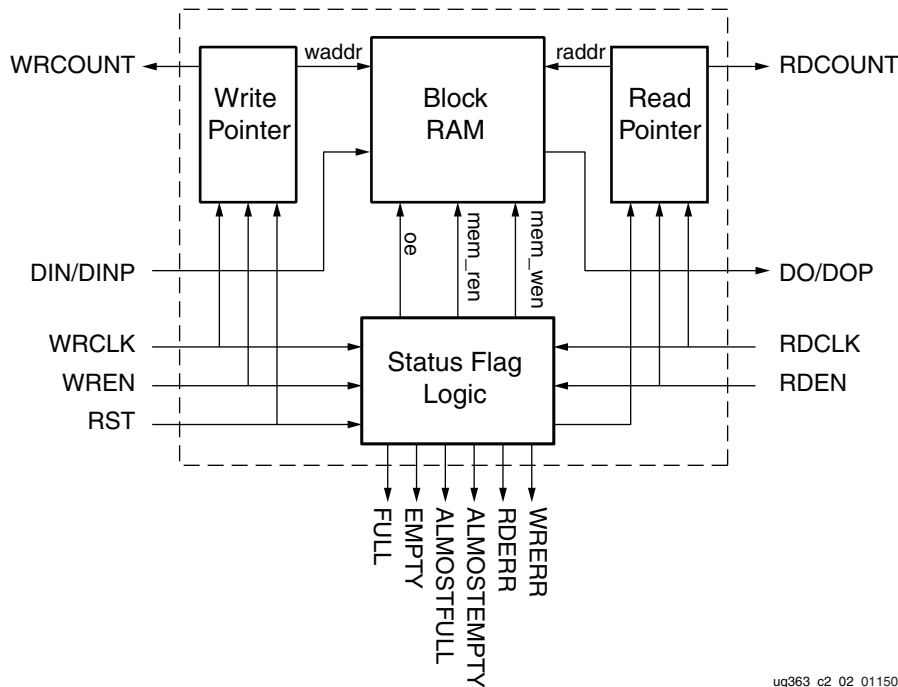 WRCOUNT
waddr
raddr
RDCOUNT
Write
Pointer
Block
RAM
Read
Pointer
oe
mem_ren
mem_wen
DIN/DINP
DO/DOP
WRCLK
WREN
RST
Status Flag
Logic
RDCLK
RDEN
FULL
EMPTY
ALMOSTFULL
ALMOSTEMPTY
RDERR
WRERR
ug363_c2_02_01150